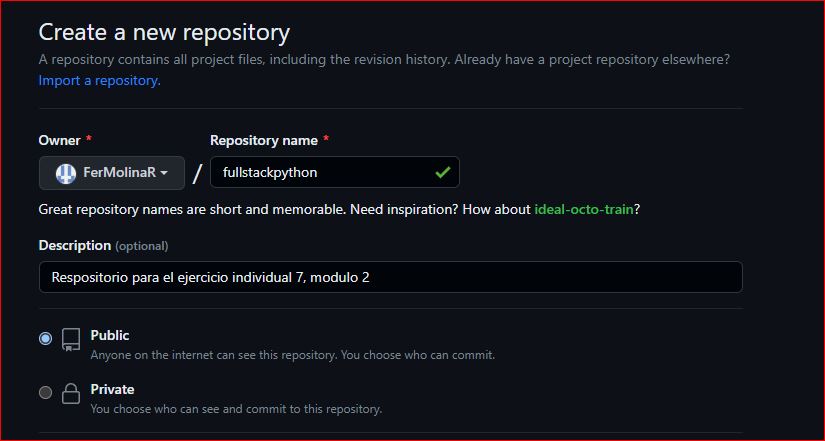 Create a new repository
A repository contains all project files, including the revision history. Already have a project repository elsewhere?
Import a repository.
Owner * Repository name *
FerMolinaR / fullstackpython
Great repository names are short and memorable. Need inspiration? How about ideal-octo-train?
Description (optional)
Respositorio para el ejercicio individual 7, modulo 2
Public
Anyone on the internet can see this repository. You choose who can commit.
Private
You choose who can see and commit to this repository.